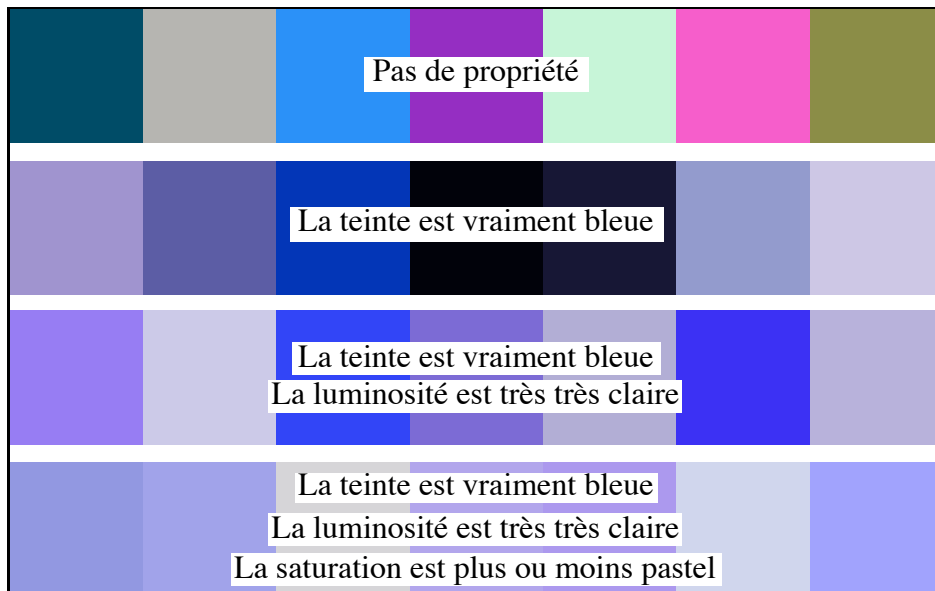 Pas de propriété
La teinte est vraiment bleue
La teinte est vraiment bleue
La luminosité est très très claire
La teinte est vraiment bleue
La luminosité est très très claire
La saturation est plus ou moins pastel